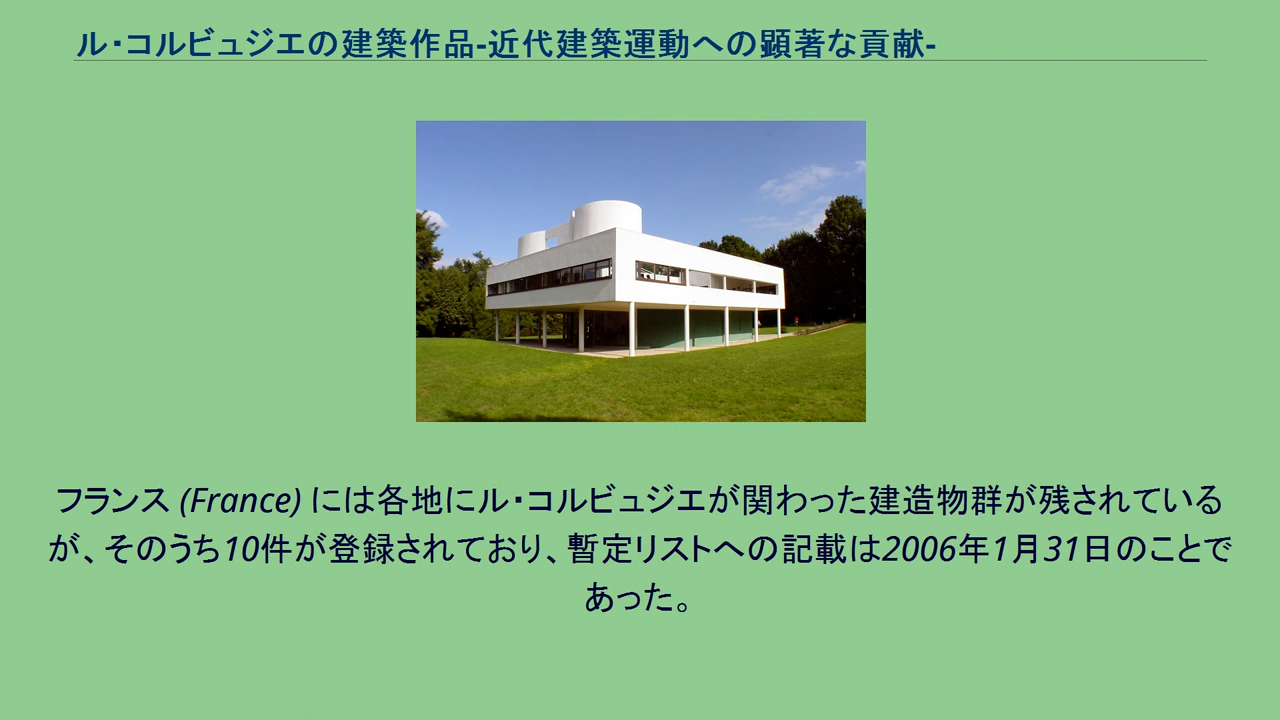 ル・コルビュジエの建築作品-近代建築運動への顕著な貢献-
フランス (France) には各地にル・コルビュジエが関わった建造物群が残されている
が、そのうち10件が登録されており、暫定リストへの記載は2006年1月31日のことで
あった。